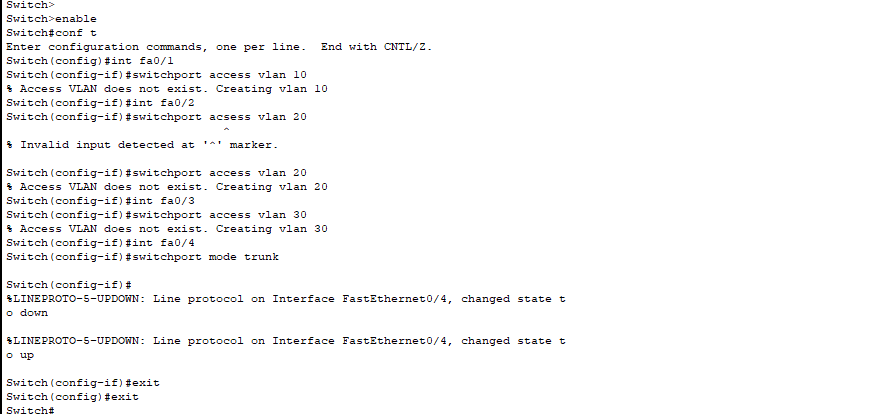 Switch>
Switch>enable
Switch#conf t
Enter configuration commands, one per line.  End with CNTL/Z.
Switch(config)#int fa0/1
Switch(config-if)#switchport access vlan 10
% Access VLAN does not exist. Creating vlan 10
Switch(config-if)#int fa0/2
Switch(config-if)#switchport acsess vlan 20
^
% Invalid input detected at '^' marker.
Switch(config-if)#switchport access vlan 20
% Access VLAN does not exist. Creating vlan 20
Switch(config-if)#int fa0/3
Switch(config-if)#switchport access vlan 30
% Access VLAN does not exist. Creating vlan 30
Switch(config-if)#int fa0/4
Switch(config-if)#switchport mode trunk
Switch(config-if)#
%LINEPROTO-5-UPDOWN: Line protocol on Interface FastEthernet0/4, changed state t
o down
%LINEPROTO-5-UPDOWN: Line protocol on Interface FastEthernet0/4, changed state t
o up
Switch(config-if)#exit
Switch(config)#exit
Switch#